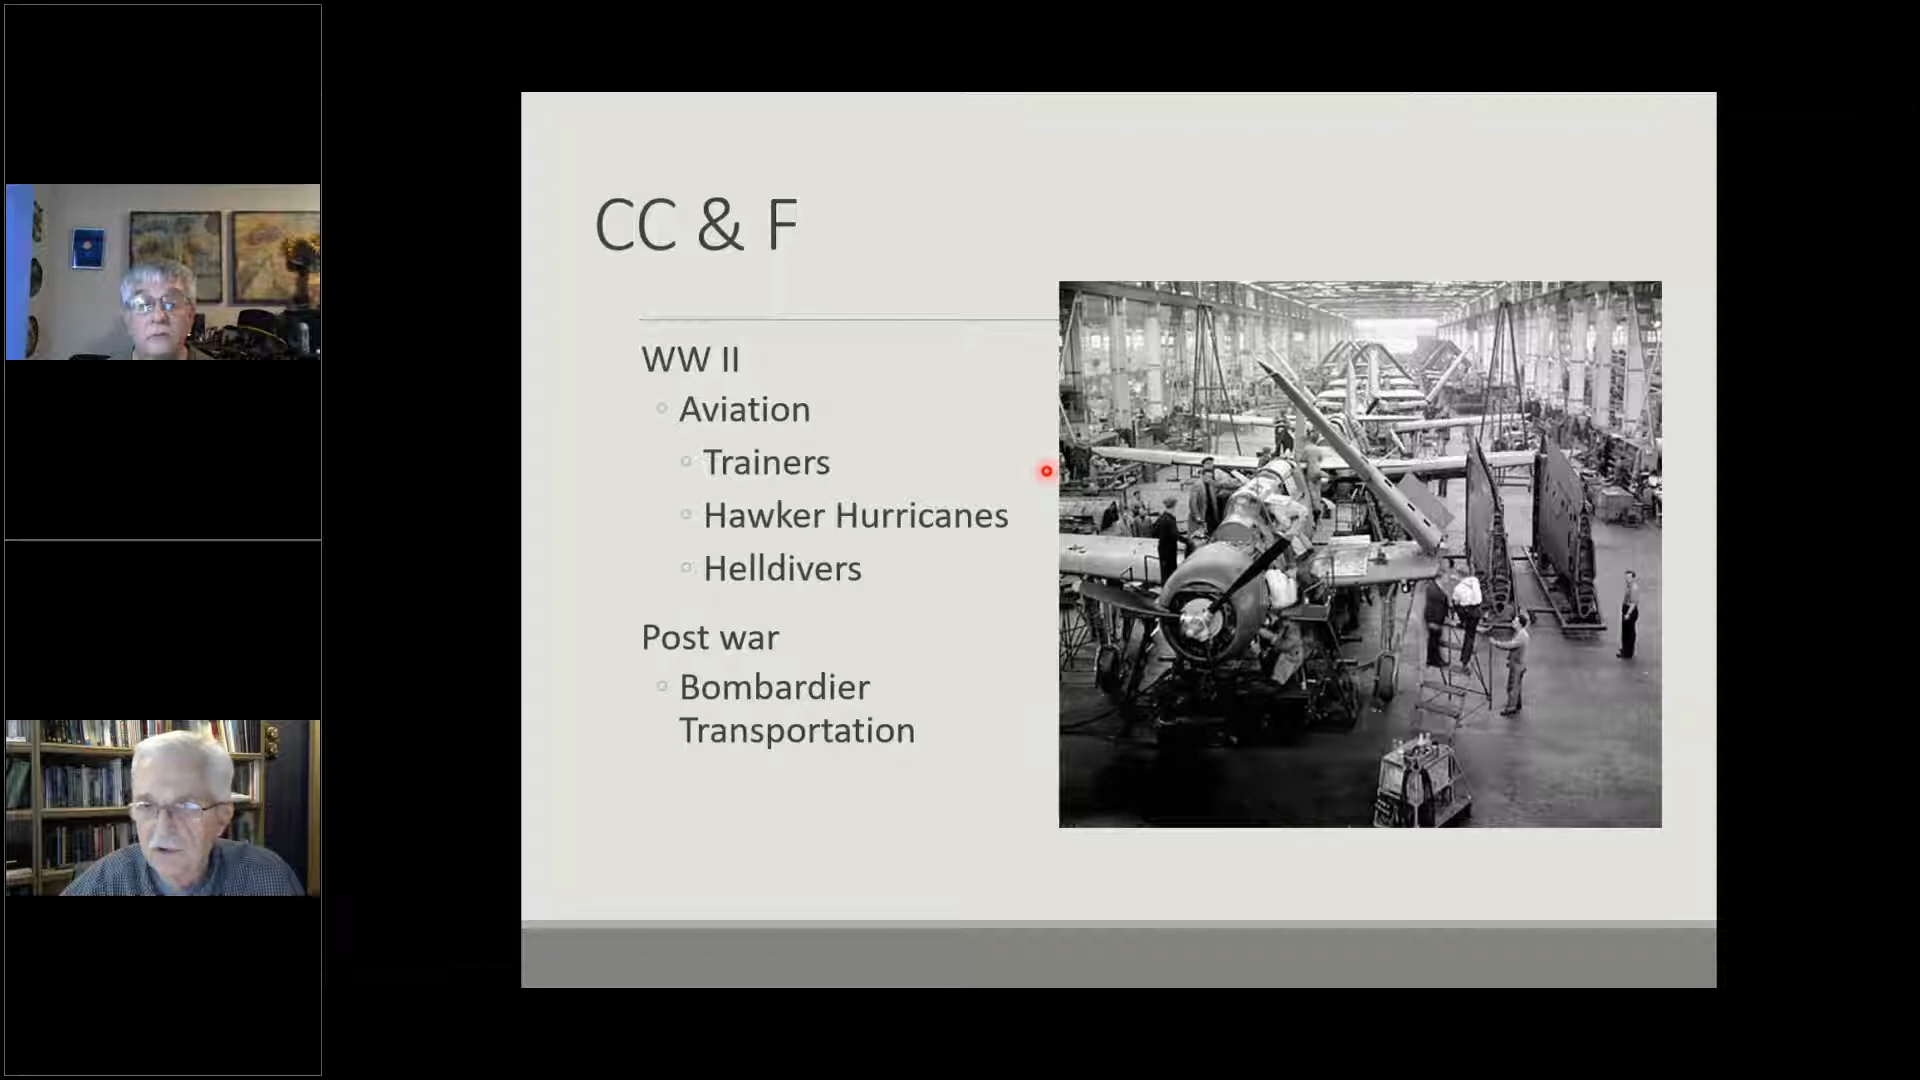 CC & F
WW II
Aviation
Trainers
Hawker Hurricanes
Helldivers
Post war
Bombardier
Transportation